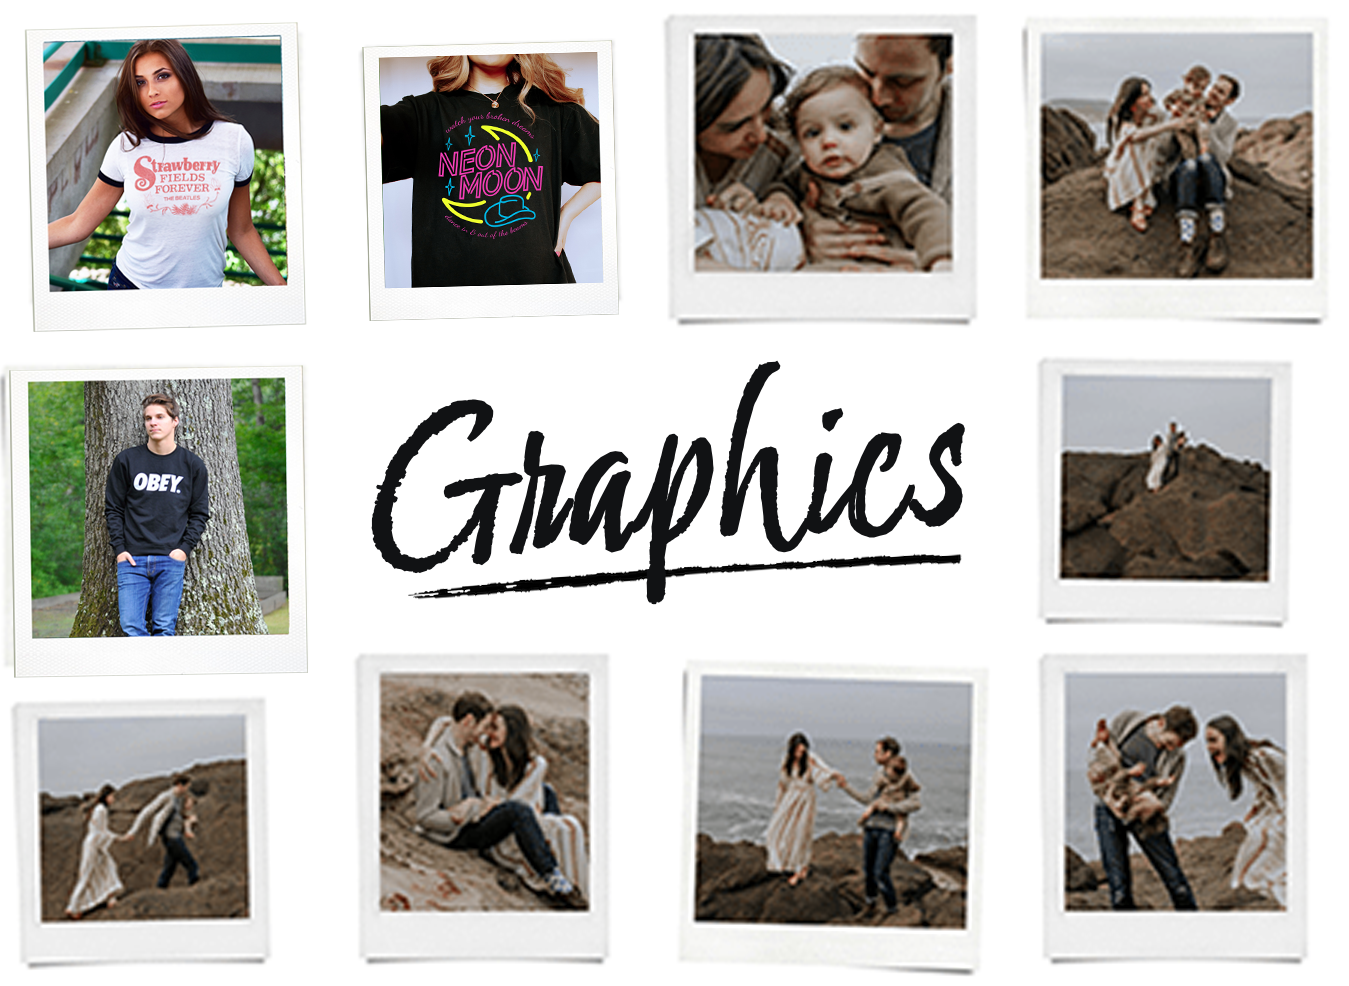 Strawberry
FIELDS
FOREVER
THE BEATLES
watch your broken dreams
NEON
MOON
dance in & out of the beams
OBEY.
Graphics